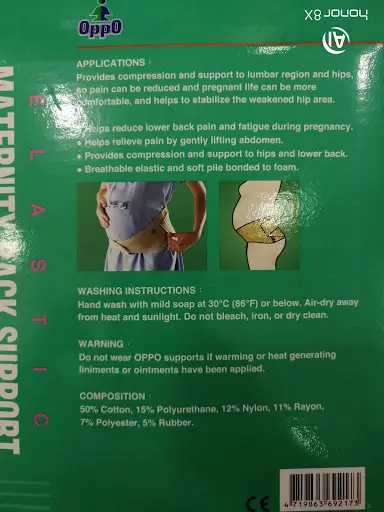 honor 8X
AI
OppO
APPLICATIONS :
Provides compression and support to lumbar region and hips,
so pain can be reduced and pregnant life can be more
comfortable, and helps to stabilize the weakened hip area.
• Helps reduce lower back pain and fatigue during pregnancy.
• Helps relieve pain by gently lifting abdomen.
• Provides compression and support to hips and lower back.
• Breathable elastic and soft pile bonded to foam.
ELASTIC
MATERNITY BACK SUPPORT
WASHING INSTRUCTIONS :
Hand wash with mild soap at 30°C (86°F) or below. Air-dry away
from heat and sunlight. Do not bleach, iron, or dry clean.
WARNING :
Do not wear OPPO supports if warming or heat generating
liniments or ointments have been applied.
COMPOSITION :
50% Cotton, 15% Polyurethane, 12% Nylon, 11% Rayon,
7% Polyester, 5% Rubber.
CE
4 719863 692173